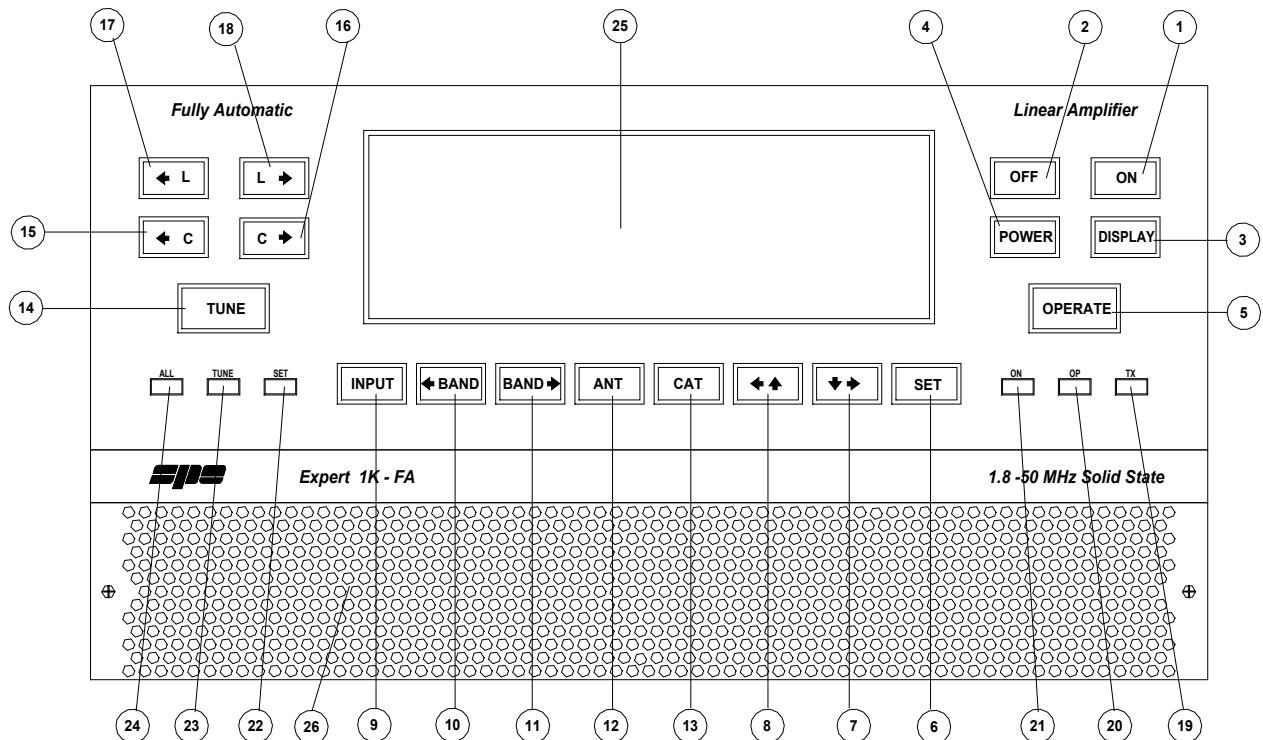 17 18 16 25 4 2 1
Fully Automatic Linear Amplifier
L L OFF ON
15 C C POWER DISPLAY 3
14 TUNE OPERATE 5
ALL TUNE SET INPUT BAND BAND ANT CAT SET ON OP TX
sps Expert 1K - FA 1.8 -50 MHz Solid State
24 23 22 26 9 10 11 12 13 8 7 6 21 20 19